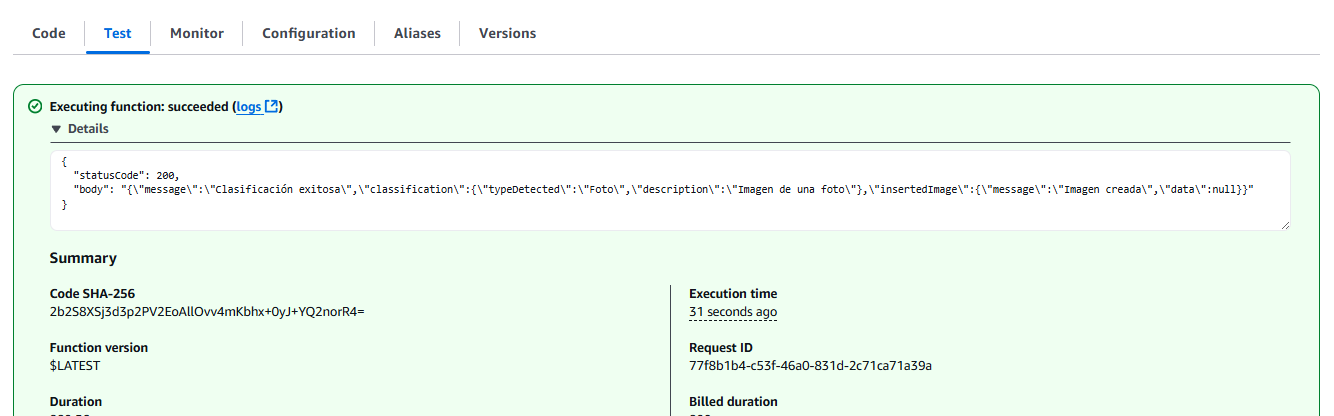 Code Test Monitor Configuration Aliases Versions
Executing function: succeeded (logs)
Details
{
"statusCode": 200,
"body": "{\"message\":\"Clasificación exitosa\",\"classification\":{\"typeDetected\":\"Foto\",\"description\":\"Imagen de una foto\"},\"insertedImage\":{\"message\":\"Imagen creada\",\"data\":null}}"
}
Summary
Code SHA-256
2b2S8XSj3d3p2PV2EoAllOvv4mKbhx+0yJ+YQ2norR4=
Execution time
31 seconds ago
Function version
$LATEST
Request ID
77f8b1b4-c53f-46a0-831d-2c71ca71a39a
Duration
Billed duration